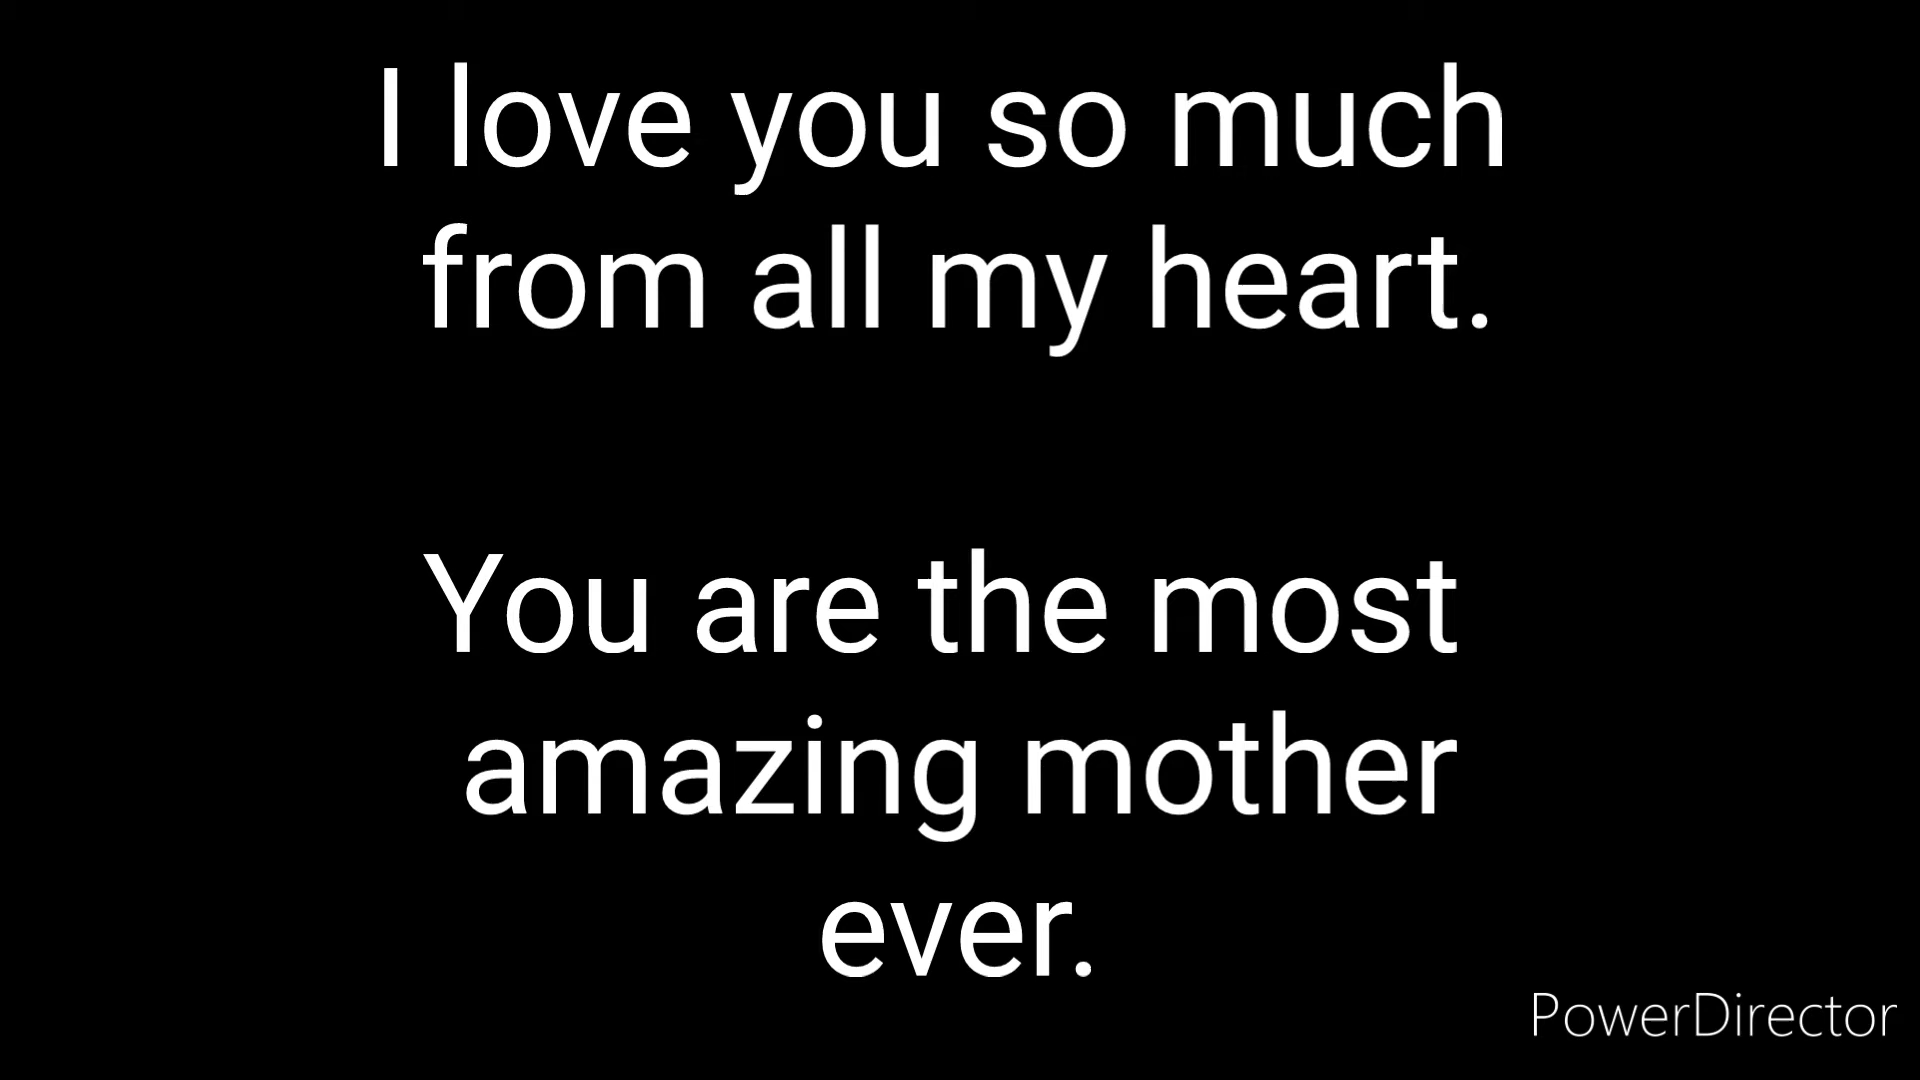 I love you so much
from all my heart.
You are the most
amazing mother
ever.
PowerDirector